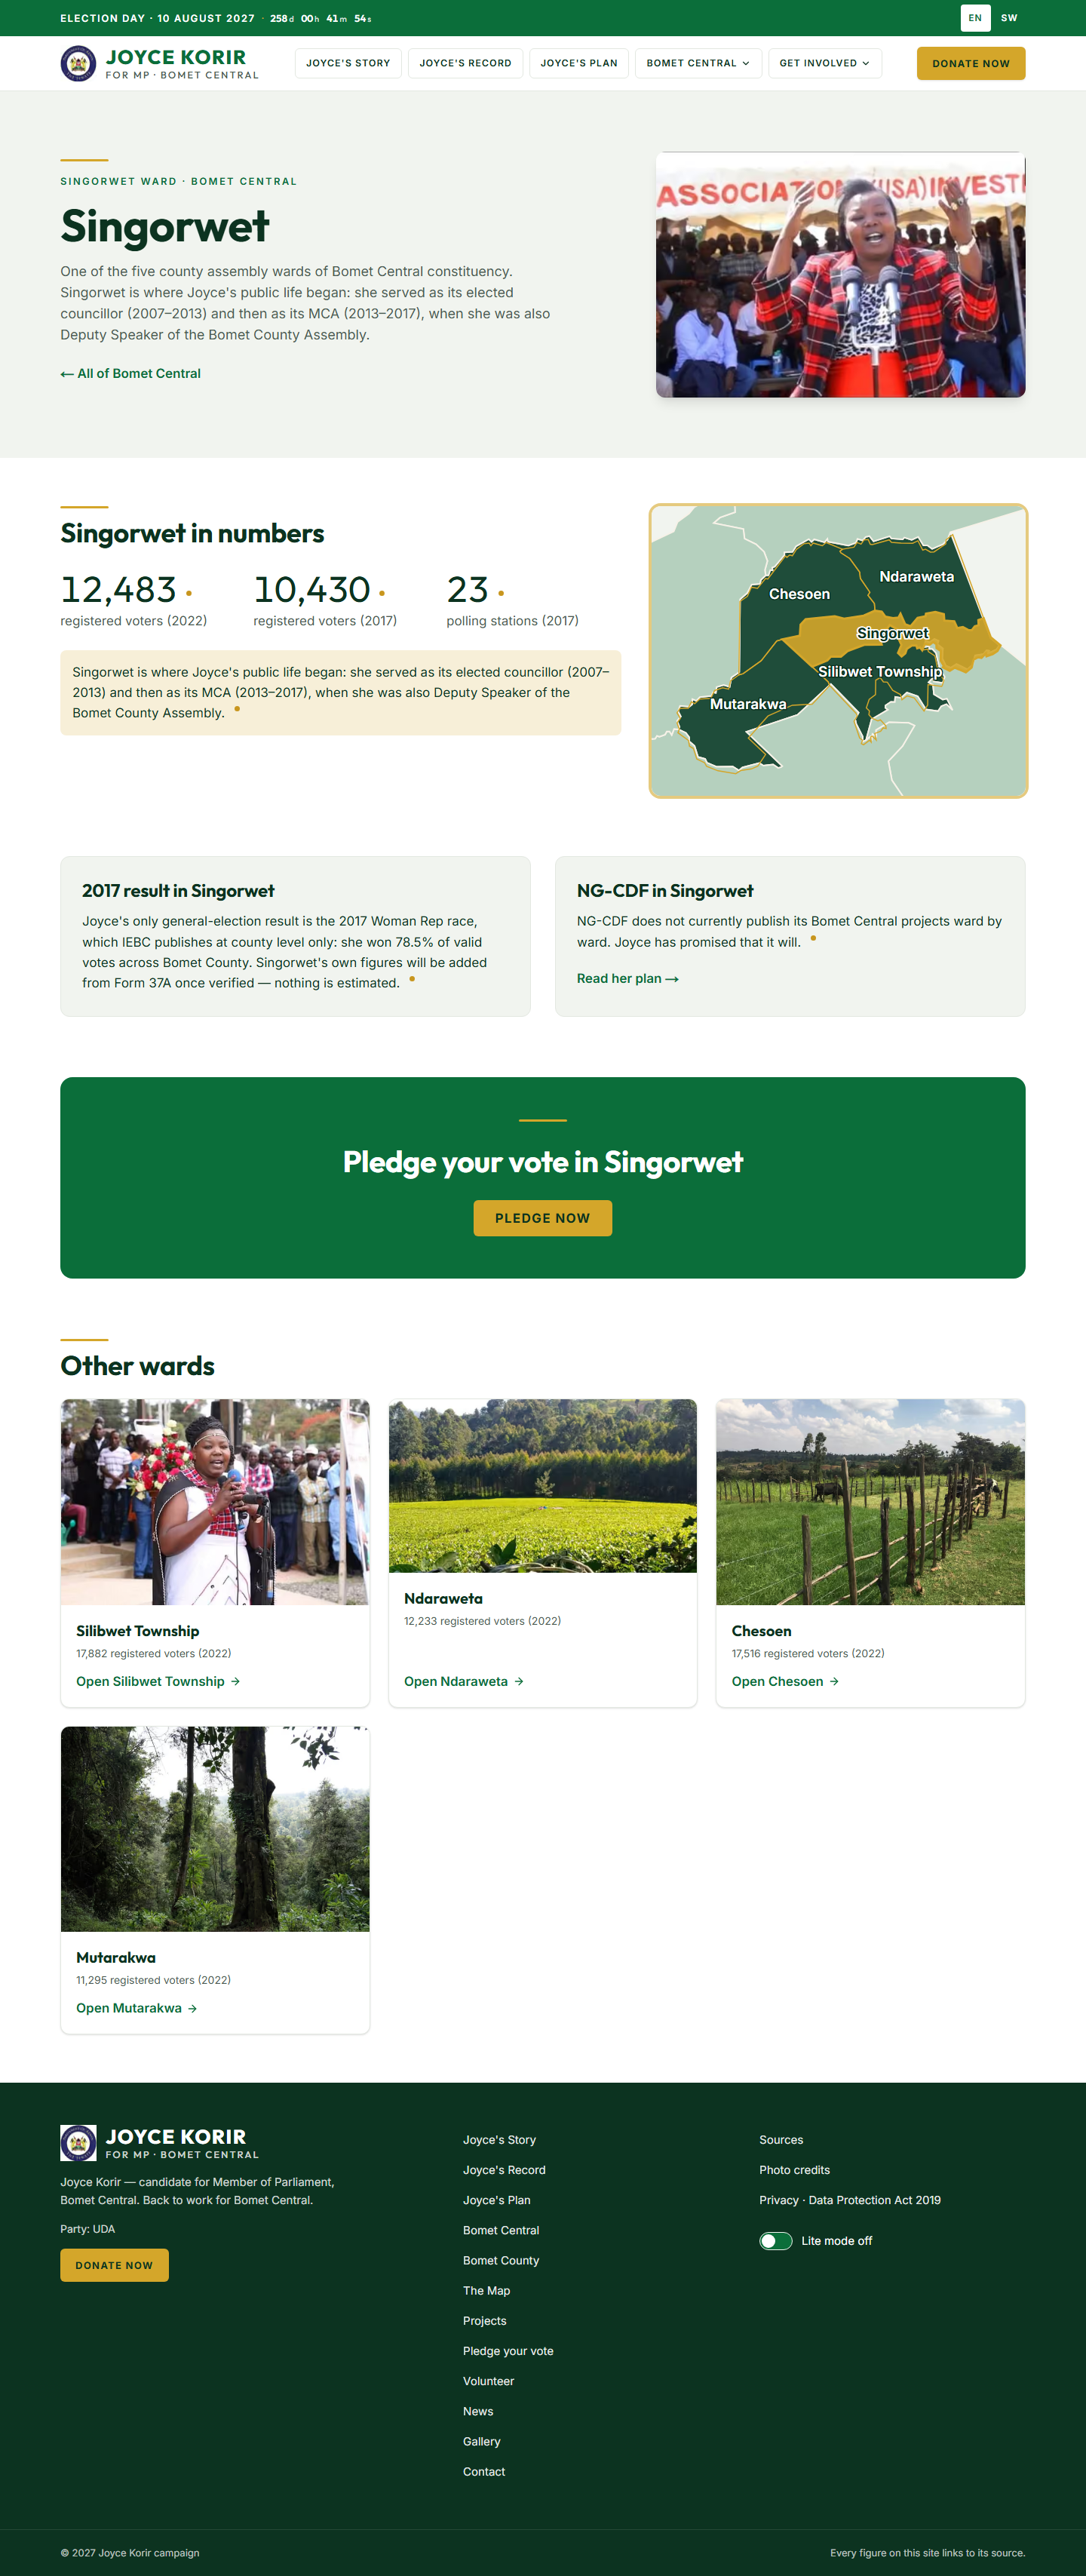 ELECTION DAY · 10 AUGUST 2027 · 258d 00h 41m 54s
EN SW
JOYCE KORIR
FOR MP · BOMET CENTRAL
JOYCE'S STORY
JOYCE'S RECORD
JOYCE'S PLAN
BOMET CENTRAL
GET INVOLVED
DONATE NOW
SINGORWET WARD · BOMET CENTRAL
Singorwet
One of the five county assembly wards of Bomet Central constituency.
Singorwet is where Joyce's public life began: she served as its elected
councillor (2007–2013) and then as its MCA (2013–2017), when she was also
Deputy Speaker of the Bomet County Assembly.
← All of Bomet Central
ASSOCIATION (USA) INVEST
Singorwet in numbers
12,483
registered voters (2022)
10,430
registered voters (2017)
23
polling stations (2017)
Singorwet is where Joyce's public life began: she served as its elected councillor (2007–
2013) and then as its MCA (2013–2017), when she was also Deputy Speaker of the
Bomet County Assembly.
Ndaraweta
Chesoen
Singorwet
Silibwet Township
Mutarakwa
2017 result in Singorwet
Joyce's only general-election result is the 2017 Woman Rep race,
which IEBC publishes at county level only: she won 78.5% of valid
votes across Bomet County. Singorwet's own figures will be added
from Form 37A once verified — nothing is estimated.
NG-CDF in Singorwet
NG-CDF does not currently publish its Bomet Central projects ward by
ward. Joyce has promised that it will.
Read her plan →
Pledge your vote in Singorwet
PLEDGE NOW
Other wards
Silibwet Township
17,882 registered voters (2022)
Open Silibwet Township →
Ndaraweta
12,233 registered voters (2022)
Open Ndaraweta →
Chesoen
17,516 registered voters (2022)
Open Chesoen →
Mutarakwa
11,295 registered voters (2022)
Open Mutarakwa →
JOYCE KORIR
FOR MP · BOMET CENTRAL
Joyce Korir — candidate for Member of Parliament,
Bomet Central. Back to work for Bomet Central.
Party: UDA
DONATE NOW
Joyce's Story
Joyce's Record
Joyce's Plan
Bomet Central
Bomet County
The Map
Projects
Pledge your vote
Volunteer
News
Gallery
Contact
Sources
Photo credits
Privacy · Data Protection Act 2019
Lite mode off
© 2027 Joyce Korir campaign
Every figure on this site links to its source.